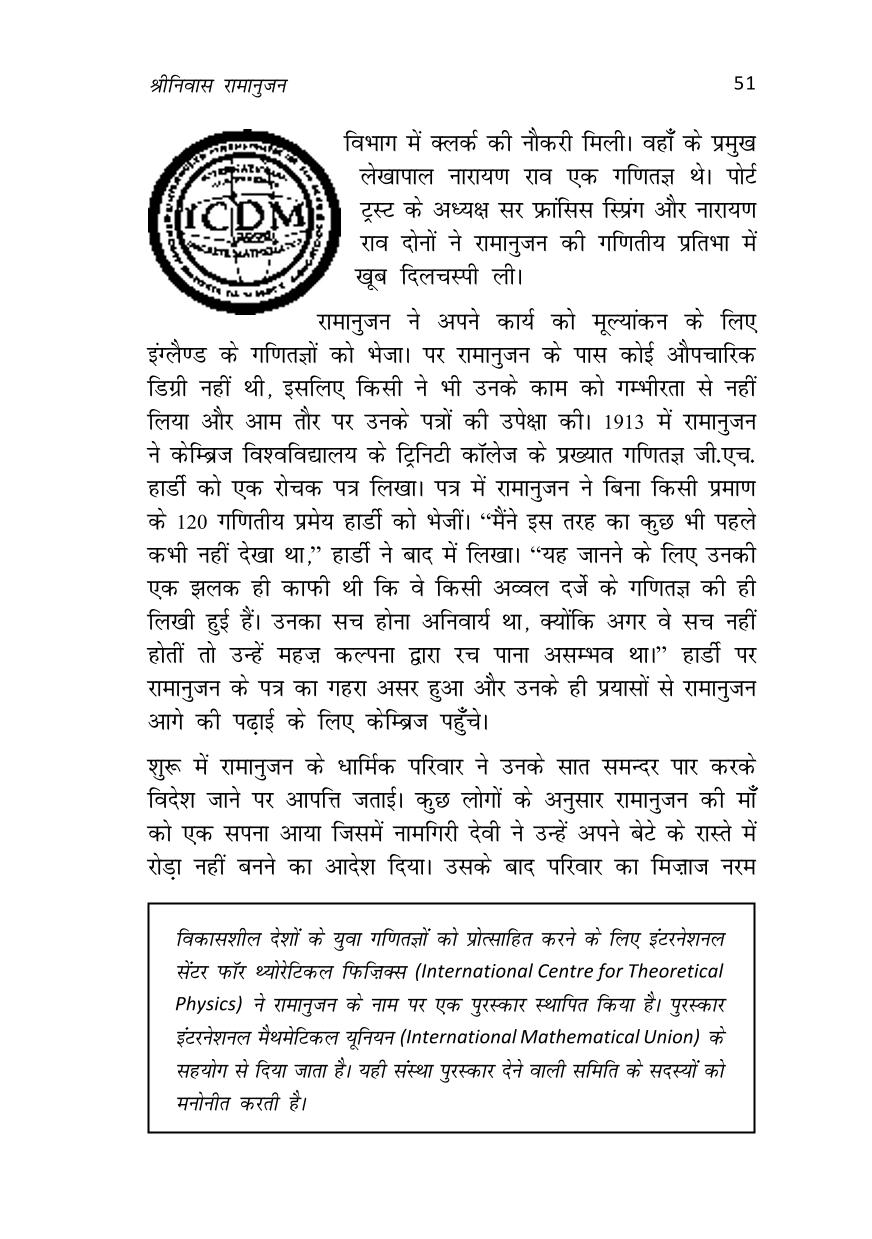 श्रीनिवास रामानुजन 51
ICDM
विभाग में क्लर्क की नौकरी मिली। वहाँ के प्रमुख
लेखापाल नारायण राव एक गणितज्ञ थे। पोर्ट
ट्रस्ट के अध्यक्ष सर फ्रांसिस स्प्रिंग और नारायण
राव दोनों ने रामानुजन की गणितीय प्रतिभा में
खूब दिलचस्पी ली।
रामानुजन ने अपने कार्य को मूल्यांकन के लिए
इंग्लैण्ड के गणितज्ञों को भेजा। पर रामानुजन के पास कोई औपचारिक
डिग्री नहीं थी, इसलिए किसी ने भी उनके काम को गम्भीरता से नहीं
लिया और आम तौर पर उनके पत्रों की उपेक्षा की। 1913 में रामानुजन
ने केम्ब्रिज विश्वविद्यालय के ट्रिनिटी कॉलेज के प्रख्यात गणितज्ञ जी.एच.
हार्डी को एक रोचक पत्र लिखा। पत्र में रामानुजन ने बिना किसी प्रमाण
के 120 गणितीय प्रमेय हार्डी को भेजीं। “मैंने इस तरह का कुछ भी पहले
कभी नहीं देखा था,” हार्डी ने बाद में लिखा। “यह जानने के लिए उनकी
एक झलक ही काफी थी कि वे किसी अव्वल दर्जे के गणितज्ञ की ही
लिखी हुई हैं। उनका सच होना अनिवार्य था, क्योंकि अगर वे सच नहीं
होतीं तो उन्हें महज़ कल्पना द्वारा रच पाना असम्भव था।” हार्डी पर
रामानुजन के पत्र का गहरा असर हुआ और उनके ही प्रयासों से रामानुजन
आगे की पढ़ाई के लिए केम्ब्रिज पहुँचे।
शुरू में रामानुजन के धार्मिक परिवार ने उनके सात समन्दर पार करके
विदेश जाने पर आपत्ति जताई। कुछ लोगों के अनुसार रामानुजन की माँ
को एक सपना आया जिसमें नामगिरी देवी ने उन्हें अपने बेटे के रास्ते में
रोड़ा नहीं बनने का आदेश दिया। उसके बाद परिवार का मिज़ाज नरम
विकासशील देशों के युवा गणितज्ञों को प्रोत्साहित करने के लिए इंटरनेशनल
सेंटर फॉर थ्योरेटिकल फिज़िक्स (International Centre for Theoretical
Physics) ने रामानुजन के नाम पर एक पुरस्कार स्थापित किया है। पुरस्कार
इंटरनेशनल मैथमेटिकल यूनियन (International Mathematical Union) के
सहयोग से दिया जाता है। यही संस्था पुरस्कार देने वाली समिति के सदस्यों को
मनोनीत करती है।